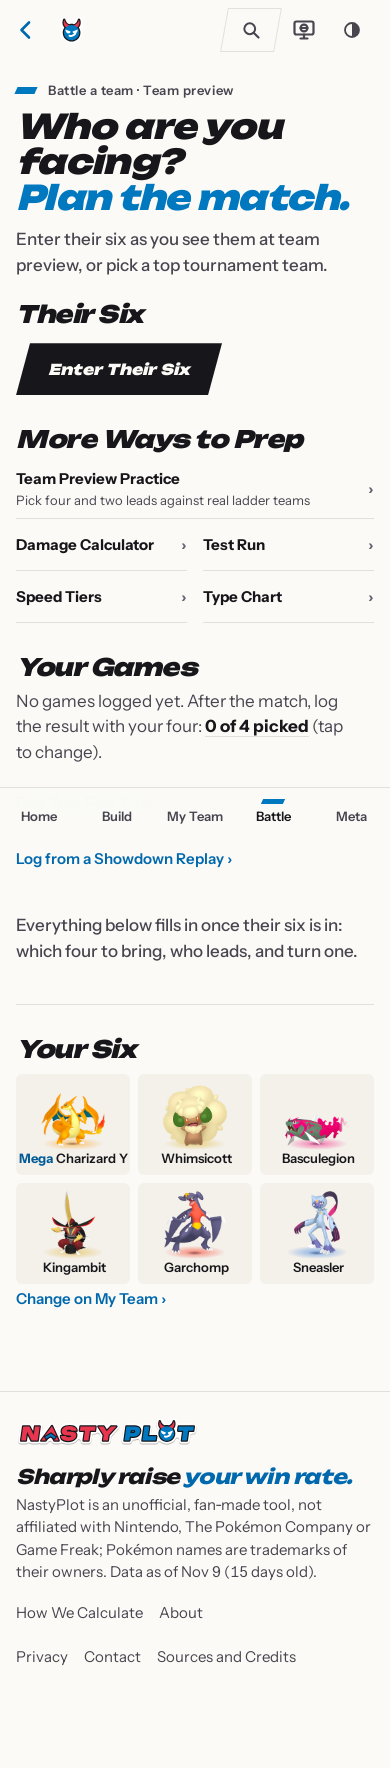 Battle a team · Team preview
Who are you
facing?
Plan the match.
Enter their six as you see them at team
preview, or pick a top tournament team.
Their Six
Enter Their Six
More Ways to Prep
Team Preview Practice
Pick four and two leads against real ladder teams ›
Damage Calculator › Test Run ›
Speed Tiers › Type Chart ›
Your Games
No games logged yet. After the match, log
the result with your four: 0 of 4 picked (tap
to change).
Home Build My Team Battle Meta
Log from a Showdown Replay ›
Everything below fills in once their six is in:
which four to bring, who leads, and turn one.
Your Six
Mega Charizard Y Whimsicott Basculegion
Kingambit Garchomp Sneasler
Change on My Team ›
NASTY PLOT
Sharply raise your win rate.
NastyPlot is an unofficial, fan-made tool, not
affiliated with Nintendo, The Pokémon Company or
Game Freak; Pokémon names are trademarks of
their owners. Data as of Nov 9 (15 days old).
How We Calculate About
Privacy Contact Sources and Credits